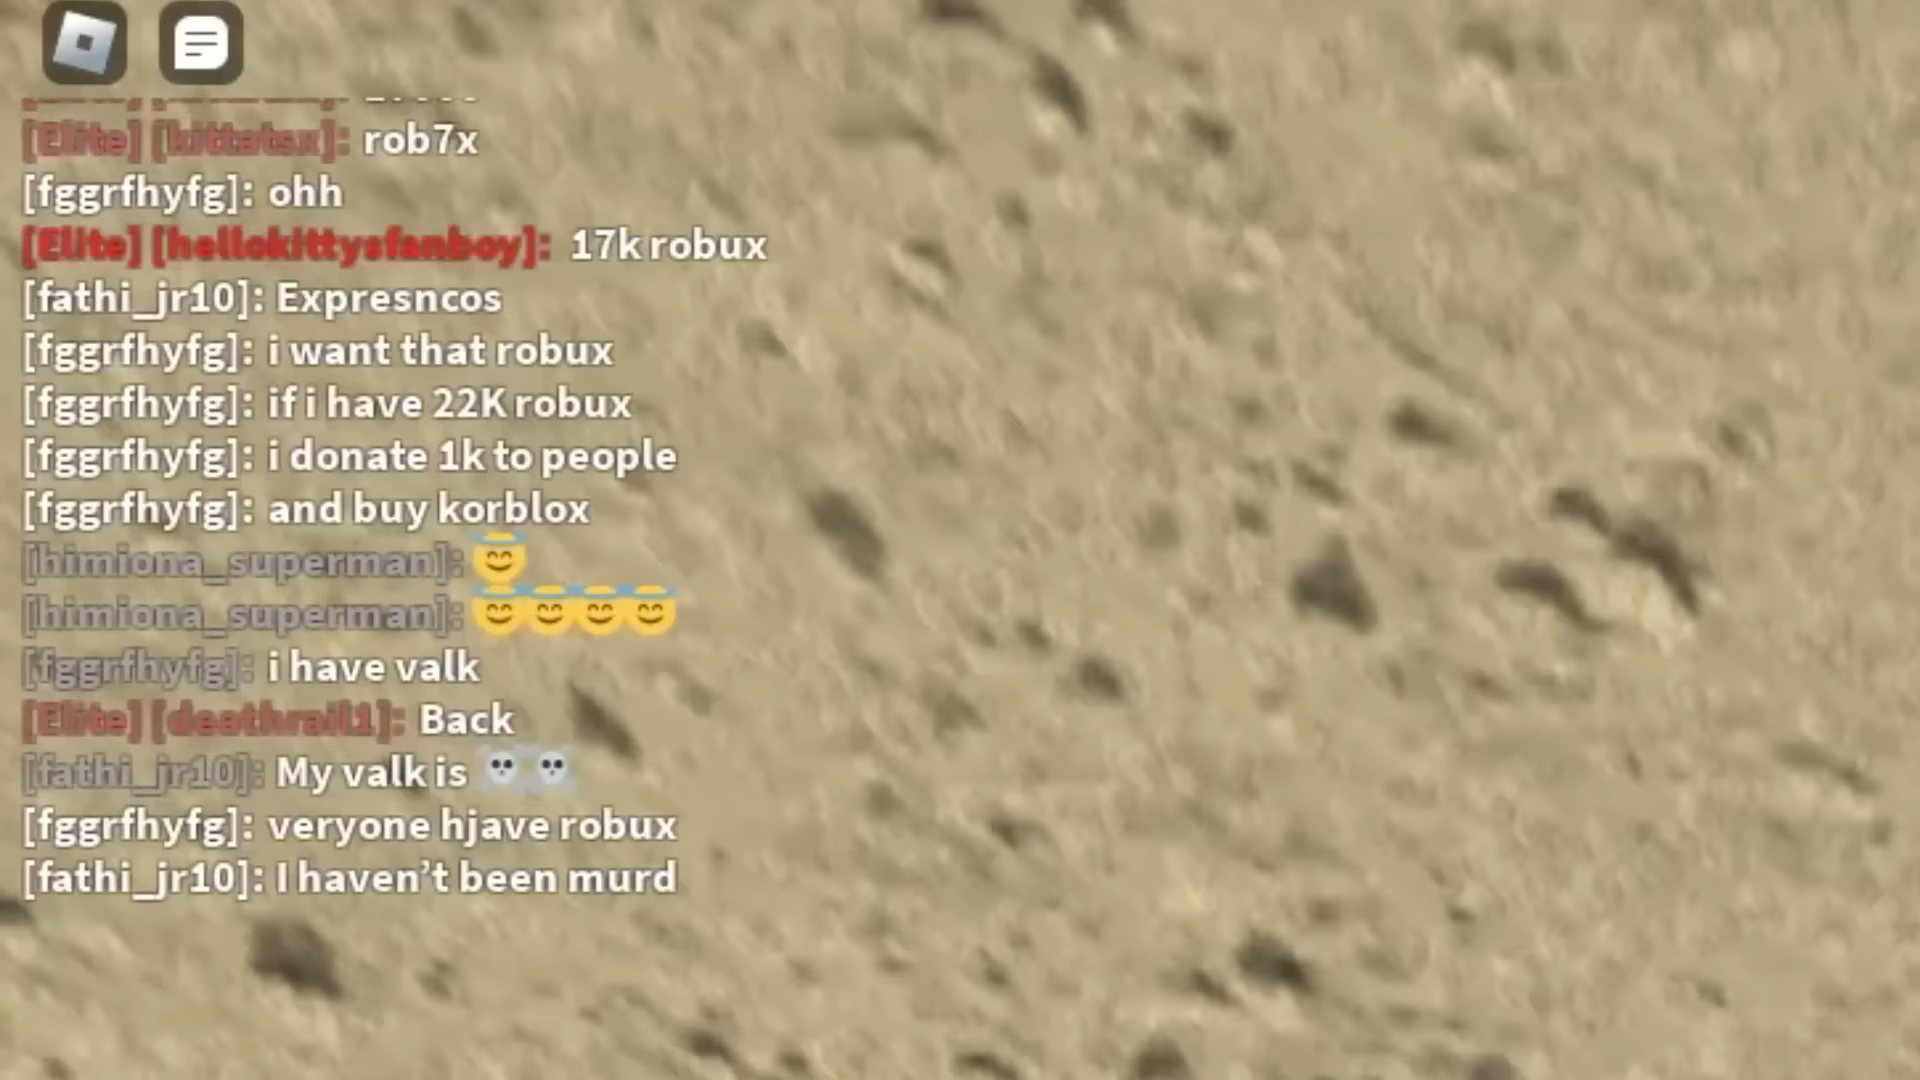 [Elite] [kittatsx]: rob7x
[fggrfhyfg]: ohh
[Elite] [hellokittysfanboy]: 17k robux
[fathi_jr10]: Expresncos
[fggrfhyfg]: i want that robux
[fggrfhyfg]: if i have 22K robux
[fggrfhyfg]: i donate 1k to people
[fggrfhyfg]: and buy korblox
[himiona_superman]: 😇
[himiona_superman]: 😇😇😇😇
[fggrfhyfg]: i have valk
[Elite] [deathrail1]: Back
[fathi_jr10]: My valk is 💀💀
[fggrfhyfg]: veryone hjave robux
[fathi_jr10]: I haven’t been murd